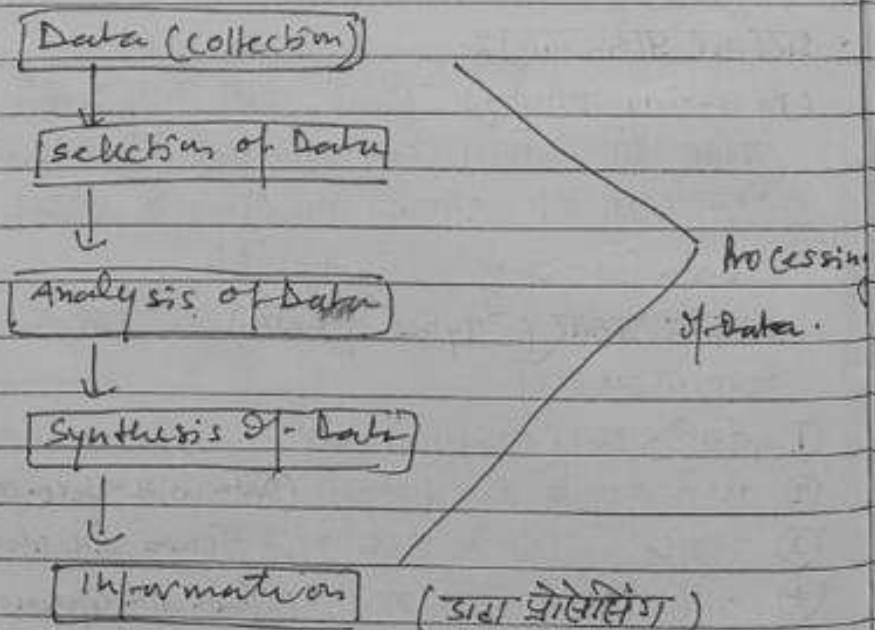 Data (collection)
selection of Data
Analysis of Data
Processing
of Data.
Synthesis of Data
Information
(डाटा प्रोसेसिंग)